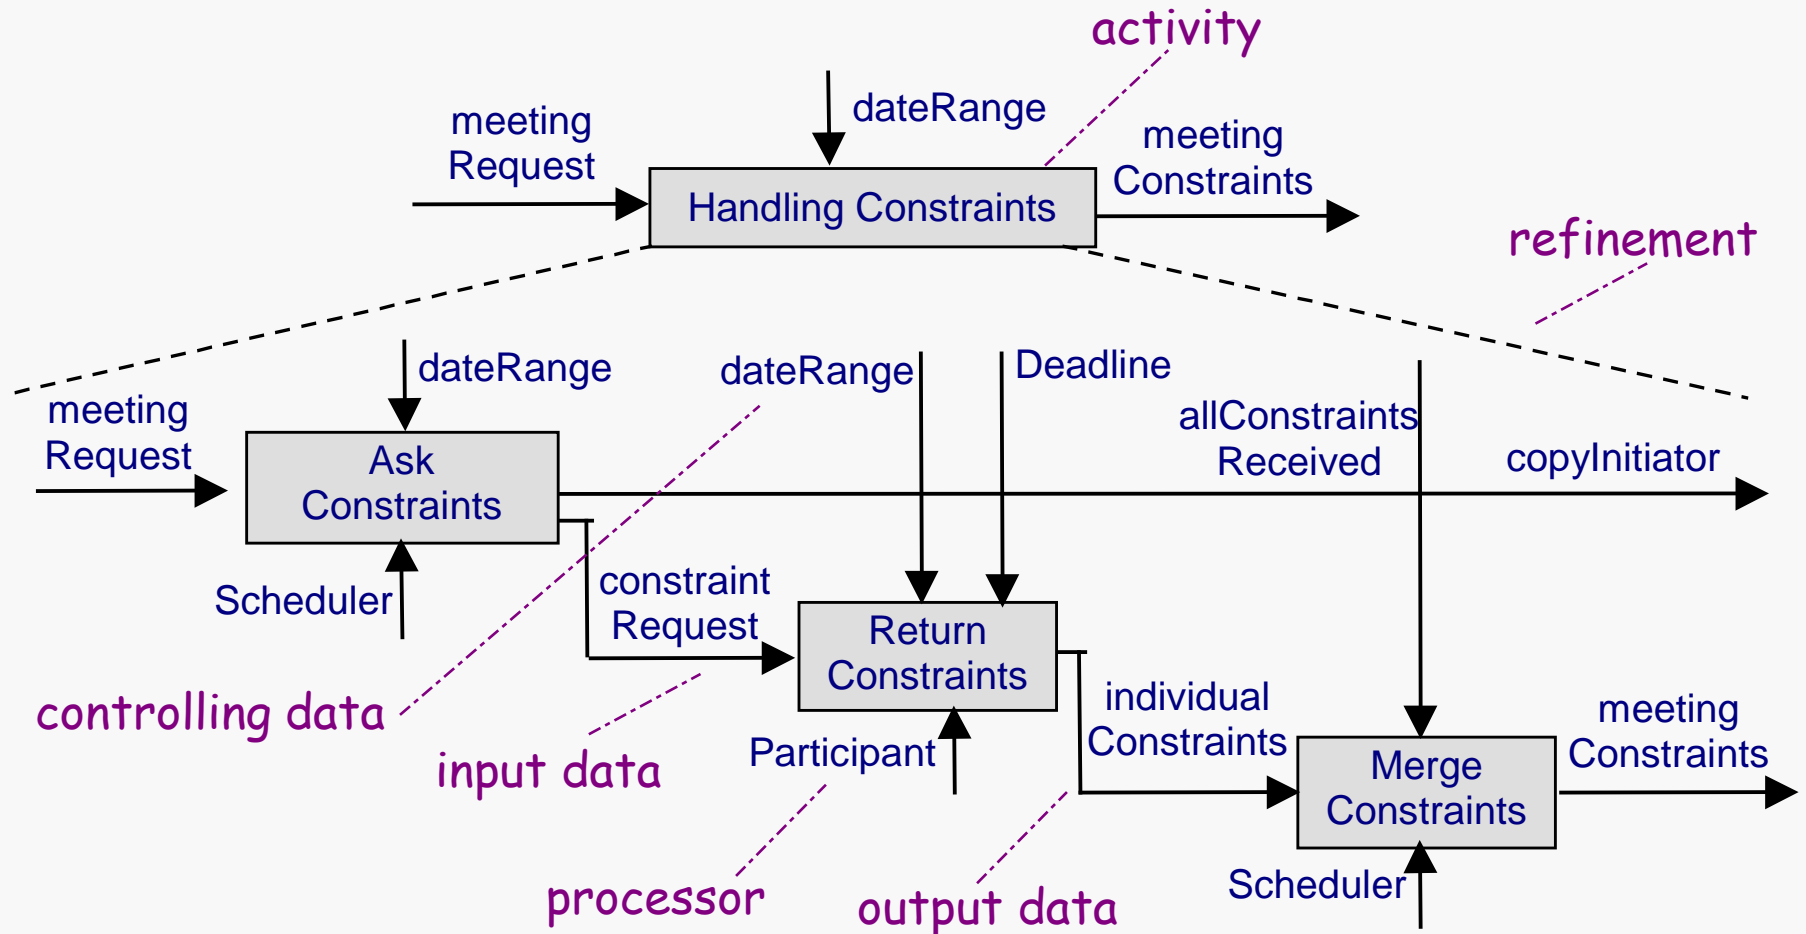 activity
dateRange
meeting
Request
meeting
Constraints
Handling Constraints
refinement
dateRange
dateRange
Deadline
meeting
Request
allConstraints
Received
copyInitiator
Ask
Constraints
Scheduler
constraint
Request
Return
Constraints
controlling data
input data
Participant
individual
Constraints
meeting
Constraints
Merge
Constraints
processor
output data
Scheduler